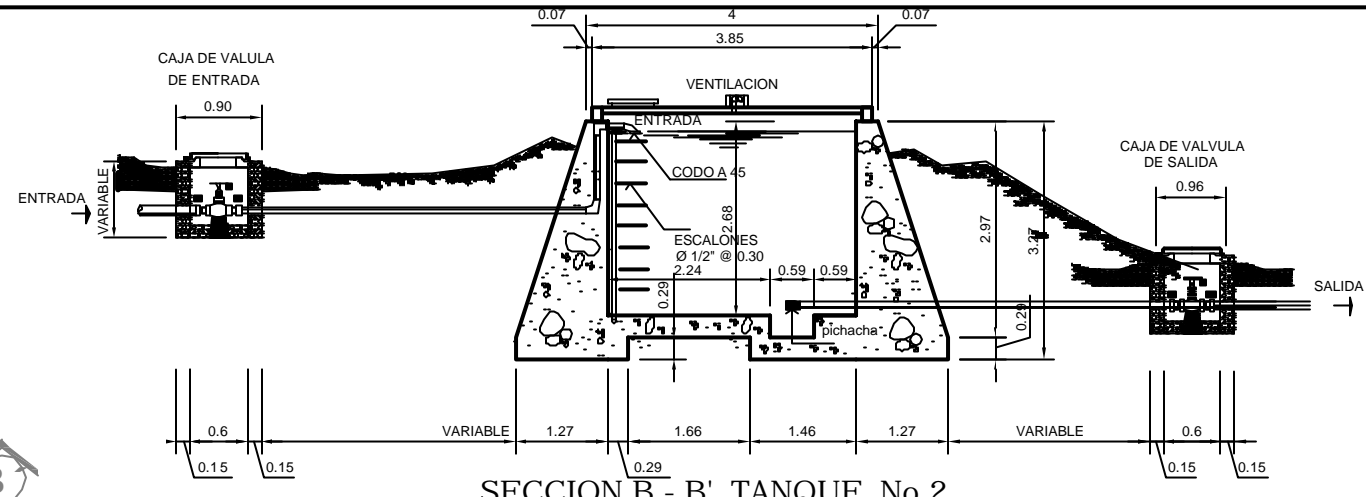 0.07
4
0.07
3.85
CAJA DE VALULA
DE ENTRADA
0.90
VENTILACION
ENTRADA
CODO A 45
ENTRADA
VARIABLE
ESCALONES
Ø 1/2" @ 0.30
2.68
2.24
0.59
0.59
0.29
pichacha
2.97
3.27
0.29
CAJA DE VALVULA
DE SALIDA
0.96
SALIDA
0.6
VARIABLE
1.27
1.66
1.46
1.27
VARIABLE
0.6
0.15
0.15
0.29
0.15
0.15
SECCION B - B' TANQUE No.2